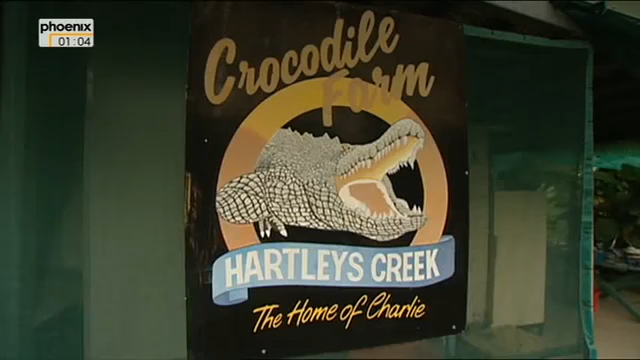 phoenix
01:04
Crocodile
Farm
HARTLEYS CREEK
The Home of Charlie